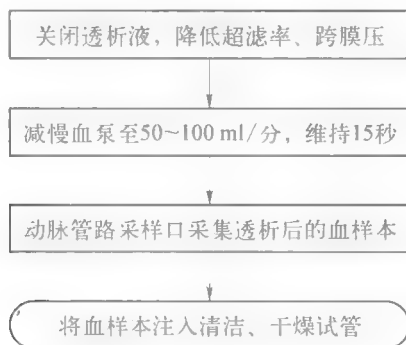 关闭透析液，降低超滤率、跨膜压
减慢血泵至50~100 ml/分，维持15秒
动脉管路采样口采集透析后的血样本
将血样本注入清洁、干燥试管